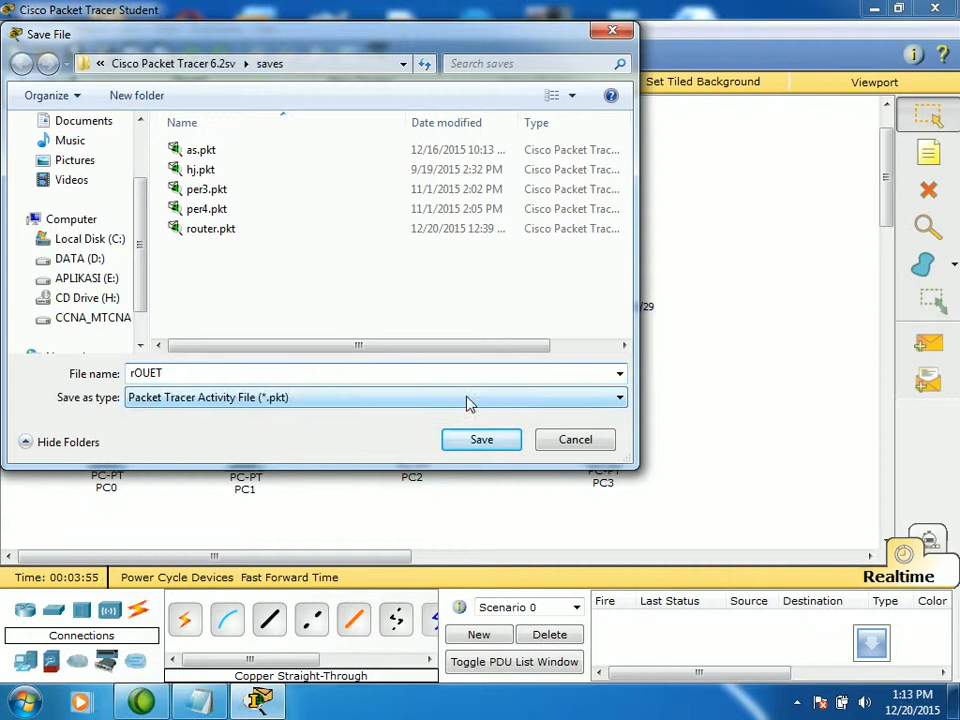 Cisco Packet Tracer Student
Save File
« Cisco Packet Tracer 6.2sv saves
Search saves
Set Tiled Background
Viewport
Organize
New folder
Documents
Music
Pictures
Videos
Computer
Local Disk (C:)
DATA (D:)
APLIKASI (E:)
CD Drive (H:)
CCNA_MTCNA
Name Date modified Type
as.pkt 12/16/2015 10:13 ... Cisco Packet Trac...
hj.pkt 9/19/2015 2:32 PM Cisco Packet Trac...
per3.pkt 11/1/2015 2:02 PM Cisco Packet Trac...
per4.pkt 11/1/2015 2:05 PM Cisco Packet Trac...
router.pkt 12/20/2015 12:39 ... Cisco Packet Trac...
/29
File name: rOUET
Save as type: Packet Tracer Activity File (*.pkt)
Hide Folders
Save
Cancel
PC-PT
PC0
PC-PT
PC1
PC2
PC-PT
PC3
Time: 00:03:55 Power Cycle Devices Fast Forward Time
Realtime
Connections
Copper Straight-Through
Scenario 0
New
Delete
Toggle PDU List Window
Fire Last Status Source Destination Type Color
1:13 PM
12/20/2015